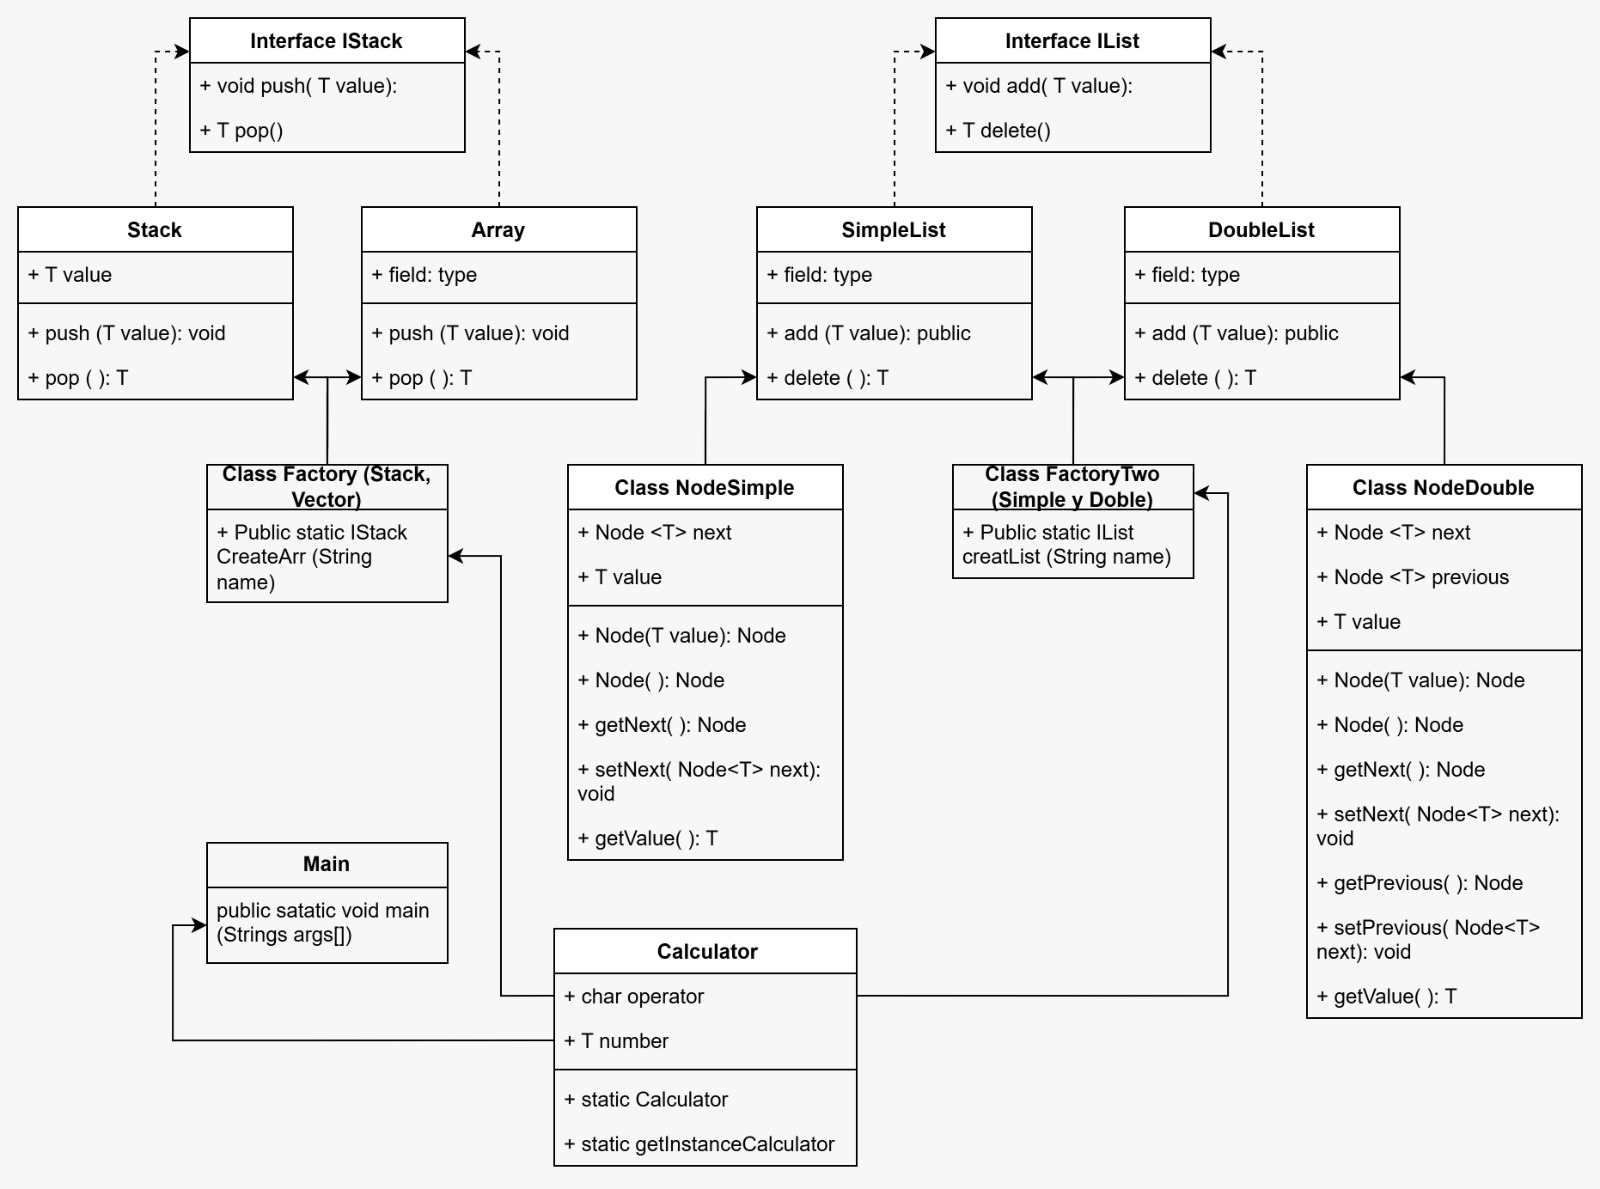 Interface IStack
+ void push( T value):
+ T pop()
Interface IList
+ void add( T value):
+ T delete()
Stack
+ T value
+ push (T value): void
+ pop ( ): T
Array
+ field: type
+ push (T value): void
+ pop ( ): T
SimpleList
+ field: type
+ add (T value): public
+ delete ( ): T
DoubleList
+ field: type
+ add (T value): public
+ delete ( ): T
Class Factory (Stack,
Vector)
+ Public static IStack
CreateArr (String
name)
Class NodeSimple
+ Node <T> next
+ T value
+ Node(T value): Node
+ Node( ): Node
+ getNext( ): Node
+ setNext( Node<T> next):
void
+ getValue( ): T
Class FactoryTwo
(Simple y Doble)
+ Public static IList
creatList (String name)
Class NodeDouble
+ Node <T> next
+ Node <T> previous
+ T value
+ Node(T value): Node
+ Node( ): Node
+ getNext( ): Node
+ setNext( Node<T> next):
void
+ getPrevious( ): Node
+ setPrevious( Node<T>
next): void
+ getValue( ): T
Main
public satatic void main
(Strings args[])
Calculator
+ char operator
+ T number
+ static Calculator
+ static getInstanceCalculator